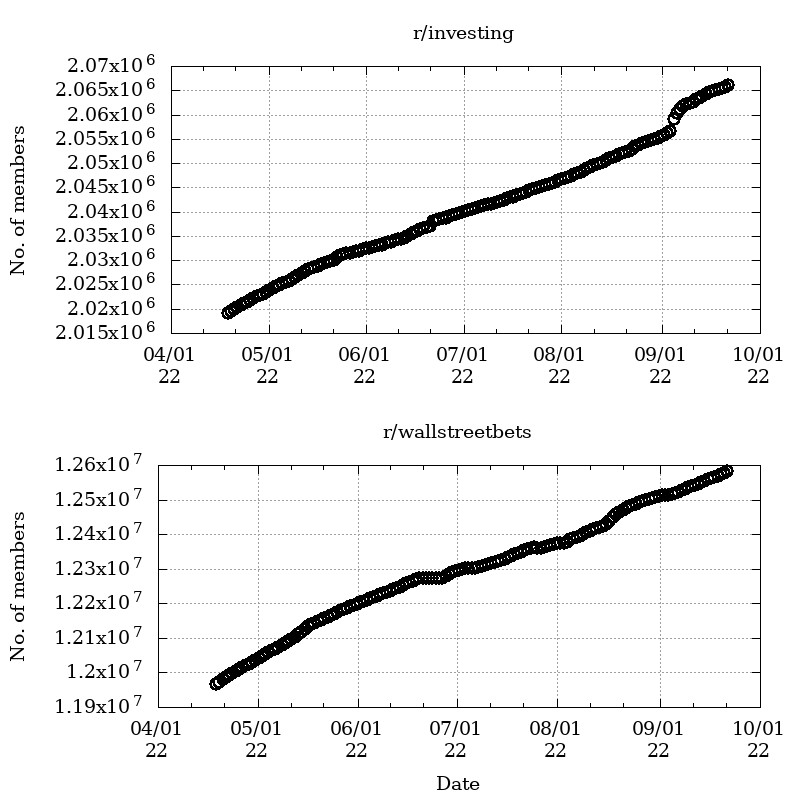 r/investing
No. of members
2.07x10^6
2.065x10^6
2.06x10^6
2.055x10^6
2.05x10^6
2.045x10^6
2.04x10^6
2.035x10^6
2.03x10^6
2.025x10^6
2.02x10^6
2.015x10^6
04/01 05/01 06/01 07/01 08/01 09/01 10/01
22 22 22 22 22 22 22
r/wallstreetbets
No. of members
1.26x10^7
1.25x10^7
1.24x10^7
1.23x10^7
1.22x10^7
1.21x10^7
1.2x10^7
1.19x10^7
04/01 05/01 06/01 07/01 08/01 09/01 10/01
22 22 22 22 22 22 22
Date